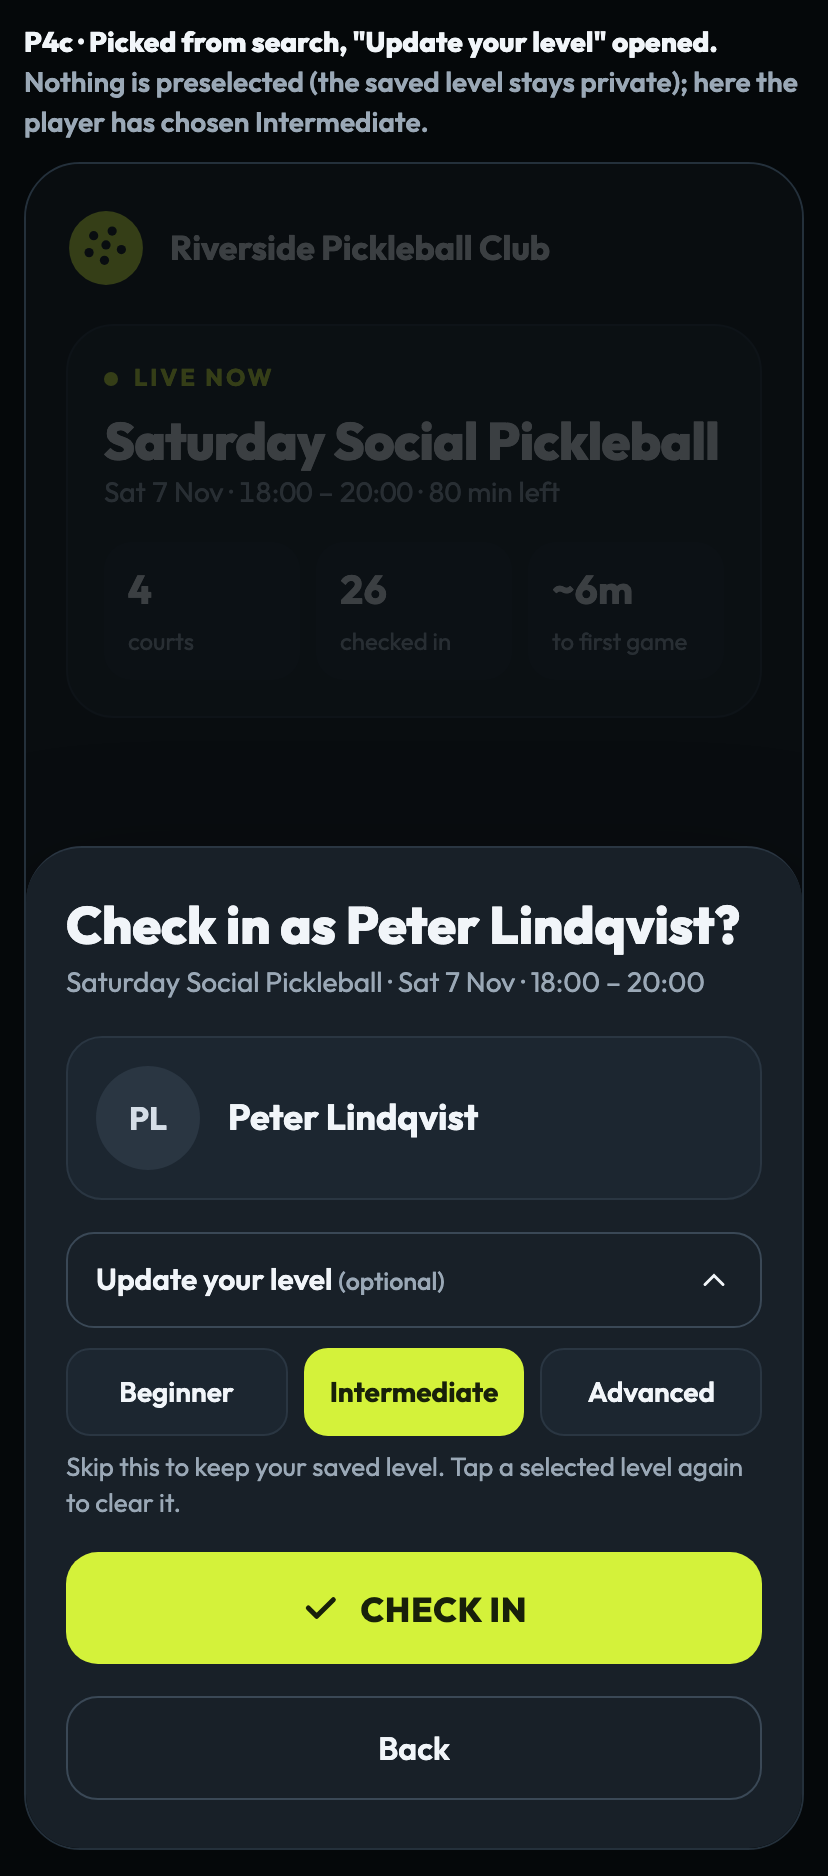 P4c · Picked from search, "Update your level" opened.
Nothing is preselected (the saved level stays private); here the
player has chosen Intermediate.
Riverside Pickleball Club
LIVE NOW
Saturday Social Pickleball
Sat 7 Nov · 18:00 – 20:00 · 80 min left
4
courts
26
checked in
~6m
to first game
Check in as Peter Lindqvist?
Saturday Social Pickleball · Sat 7 Nov · 18:00 – 20:00
PL
Peter Lindqvist
Update your level (optional)
Beginner
Intermediate
Advanced
Skip this to keep your saved level. Tap a selected level again
to clear it.
CHECK IN
Back